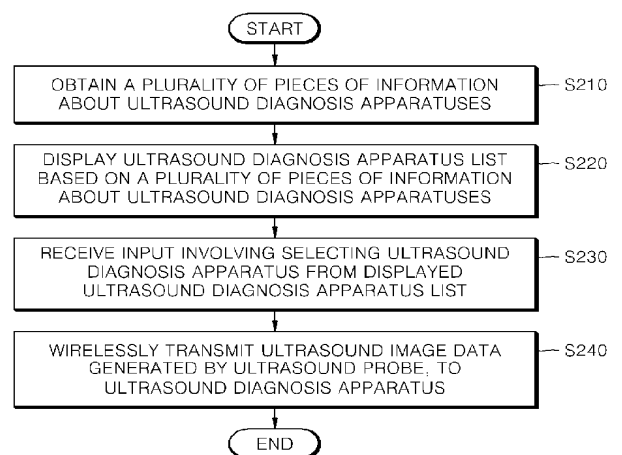 START
OBTAIN A PLURALITY OF PIECES OF INFORMATION
ABOUT ULTRASOUND DIAGNOSIS APPARATUSES
S210
DISPLAY ULTRASOUND DIAGNOSIS APPARATUS LIST
BASED ON A PLURALITY OF PIECES OF INFORMATION
ABOUT ULTRASOUND DIAGNOSIS APPARATUSES
S220
RECEIVE INPUT INVOLVING SELECTING ULTRASOUND
DIAGNOSIS APPARATUS FROM DISPLAYED
ULTRASOUND DIAGNOSIS APPARATUS LIST
S230
WIRELESSLY TRANSMIT ULTRASOUND IMAGE DATA
GENERATED BY ULTRASOUND PROBE, TO
ULTRASOUND DIAGNOSIS APPARATUS
S240
END